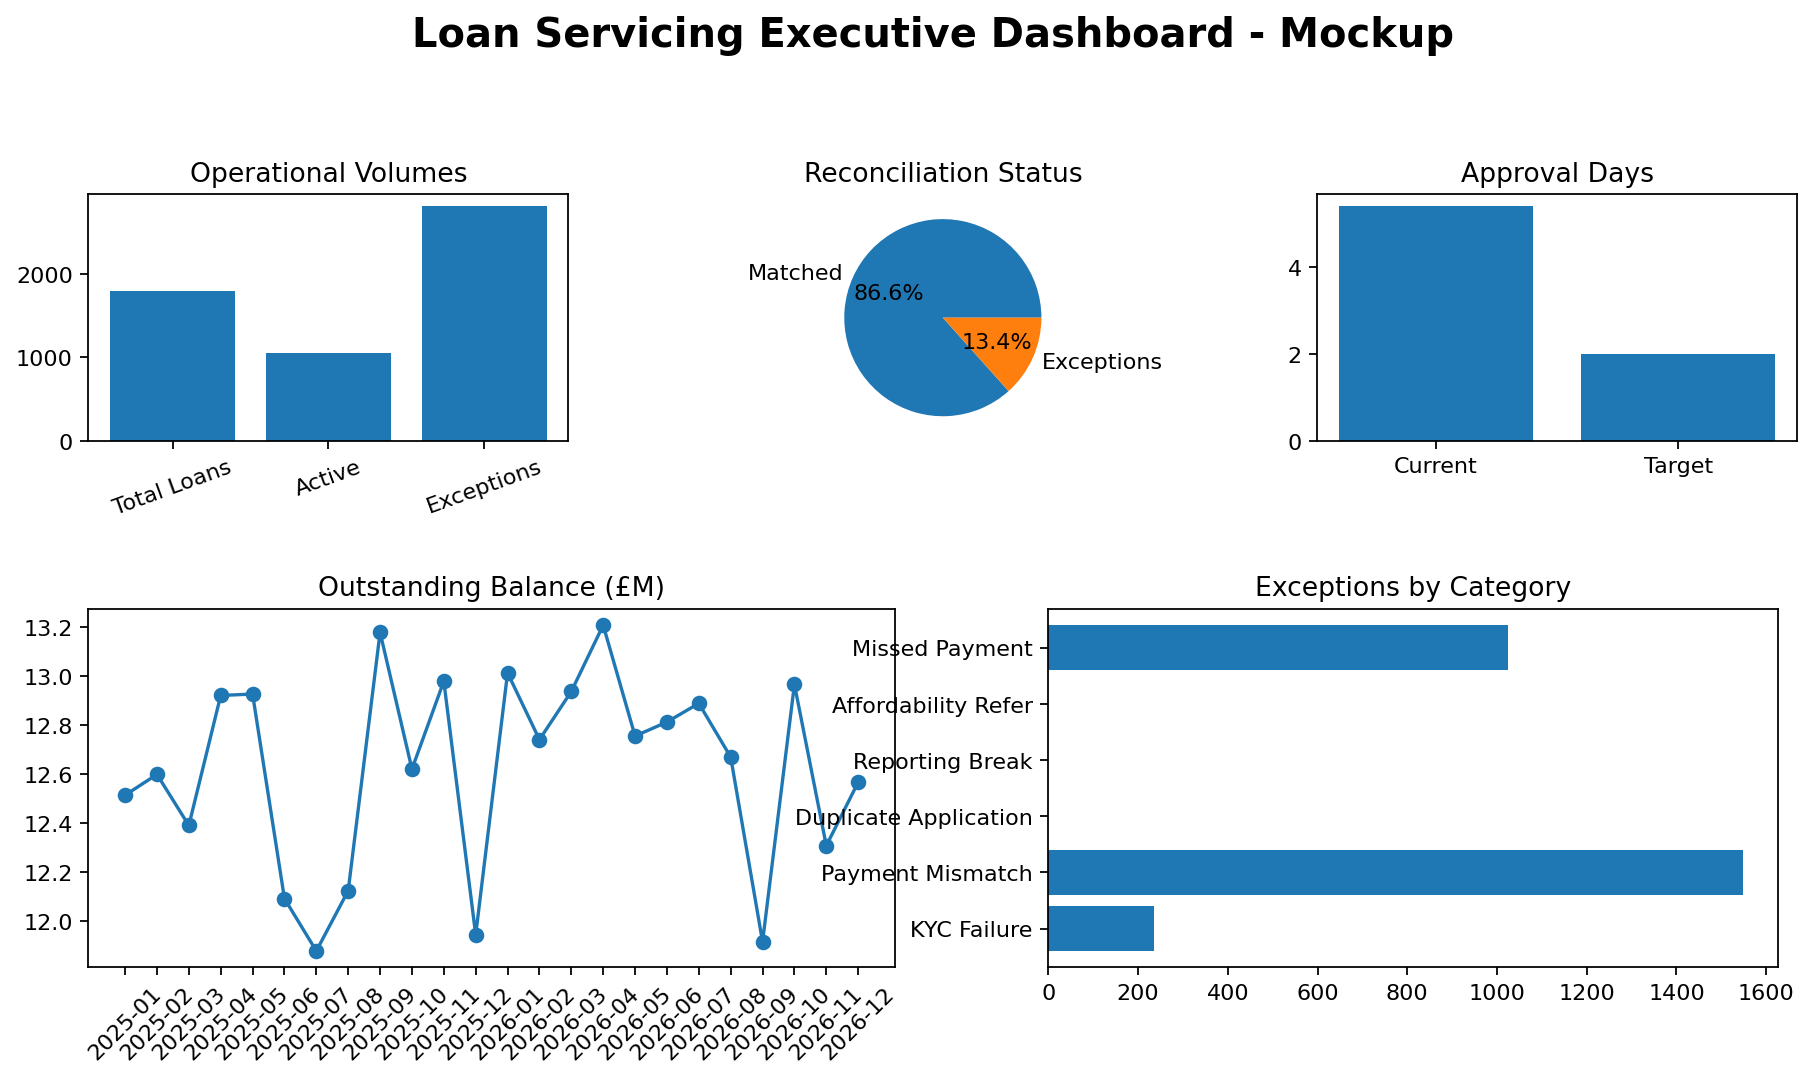 Loan Servicing Executive Dashboard - Mockup
Operational Volumes
2000
1000
0
Total Loans
Active
Exceptions
Reconciliation Status
Matched
86.6%
13.4%
Exceptions
Approval Days
4
2
0
Current
Target
Outstanding Balance (£M)
13.2
13.0
12.8
12.6
12.4
12.2
12.0
2025-01
2025-02
2025-03
2025-04
2025-05
2025-06
2025-07
2025-08
2025-09
2025-10
2025-11
2025-12
2026-01
2026-02
2026-03
2026-04
2026-05
2026-06
2026-07
2026-08
2026-09
2026-10
2026-11
2026-12
Exceptions by Category
Missed Payment
Affordability Refer
Reporting Break
Duplicate Application
Payment Mismatch
KYC Failure
0
200
400
600
800
1000
1200
1400
1600